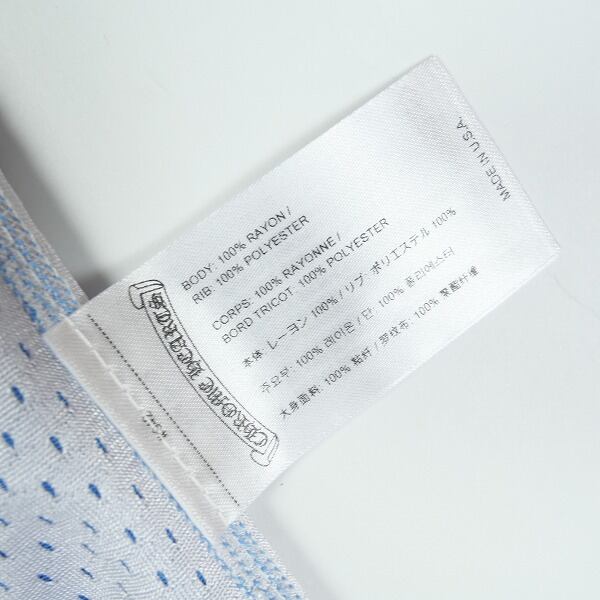 BODY: 100% RAYON /
RIB: 100% POLYESTER
CORPS: 100% RAYONNE /
BORD TRICOT: 100% POLYESTER
本体: レーヨン 100% / リブ: ポリエステル 100%
주요부: 100% 레이온 / 단: 100% 폴리에스터
大身面料: 100% 黏纤 / 罗纹布: 100% 聚酯纤维
MADE IN U.S.A.
CHROME HEARTS